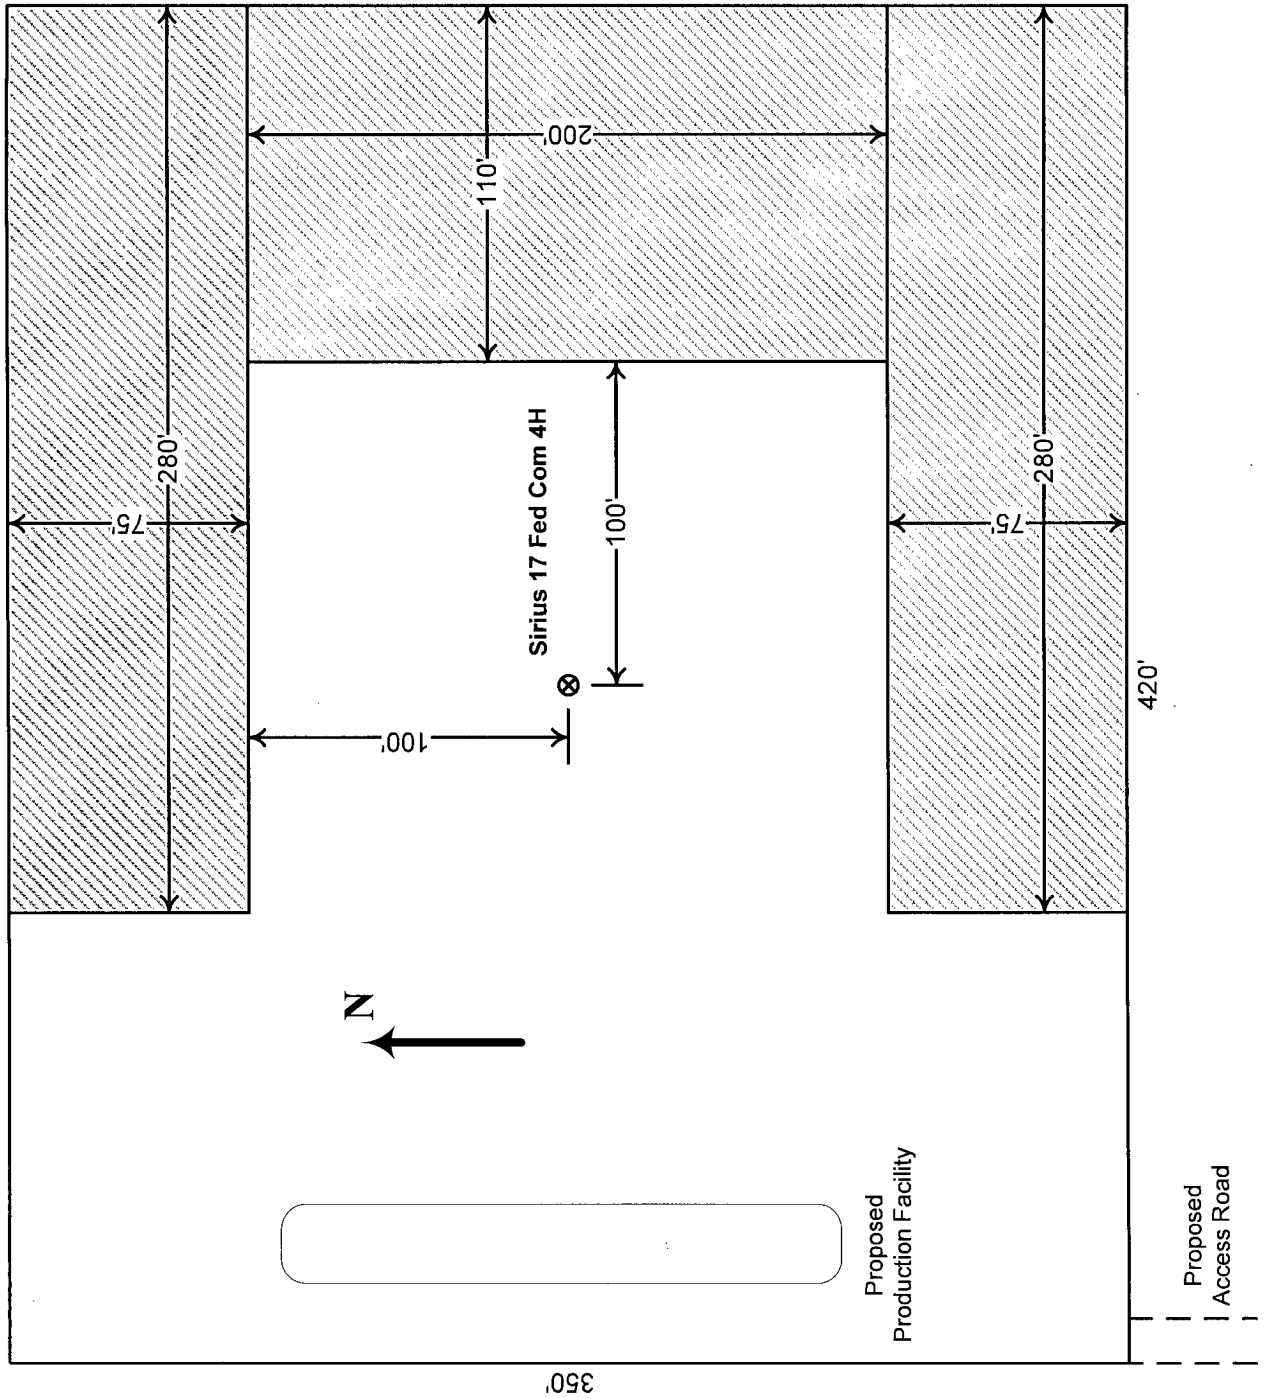 280'
75'
110'
200'
280'
75'
Sirius 17 Fed Com 4H
100'
100'
420'
N
Proposed
Production Facility
Proposed
Access Road
350'